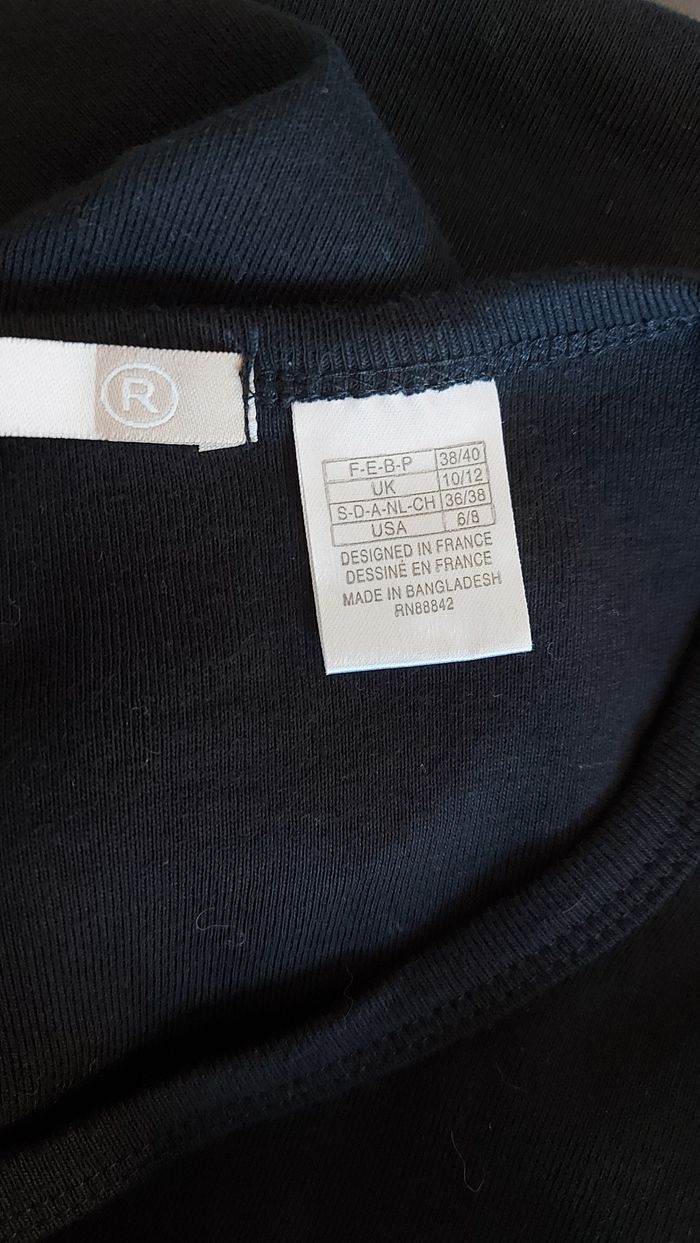 R
F-E-B-P 38/40
UK 10/12
S-D-A-NL-CH 36/38
USA 6/8
DESIGNED IN FRANCE
DESSINÉ EN FRANCE
MADE IN BANGLADESH
RN88842